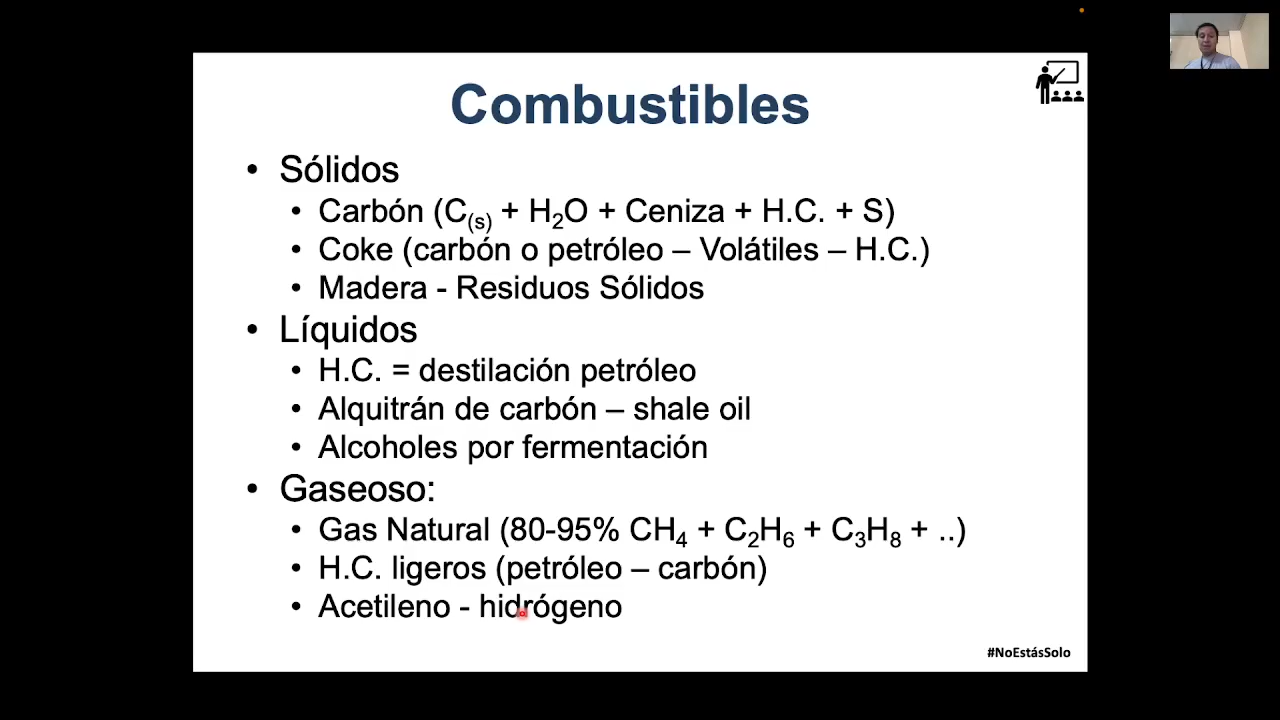 Combustibles
• Sólidos
• Carbón (C(s) + H2O + Ceniza + H.C. + S)
• Coke (carbón o petróleo – Volátiles – H.C.)
• Madera - Residuos Sólidos
• Líquidos
• H.C. = destilación petróleo
• Alquitrán de carbón – shale oil
• Alcoholes por fermentación
• Gaseoso:
• Gas Natural (80-95% CH4 + C2H6 + C3H8 + ..)
• H.C. ligeros (petróleo – carbón)
• Acetileno - hidrógeno
#NoEstásSolo